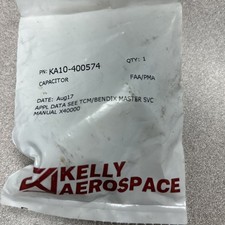 PN: KA10-400574 QTY: 1
CAPACITOR FAA/PMA
DATE: Aug17
APPL DATA SEE TCM/BENDIX MASTER SVC
MANUAL X40000
KELLY
AEROSPACE